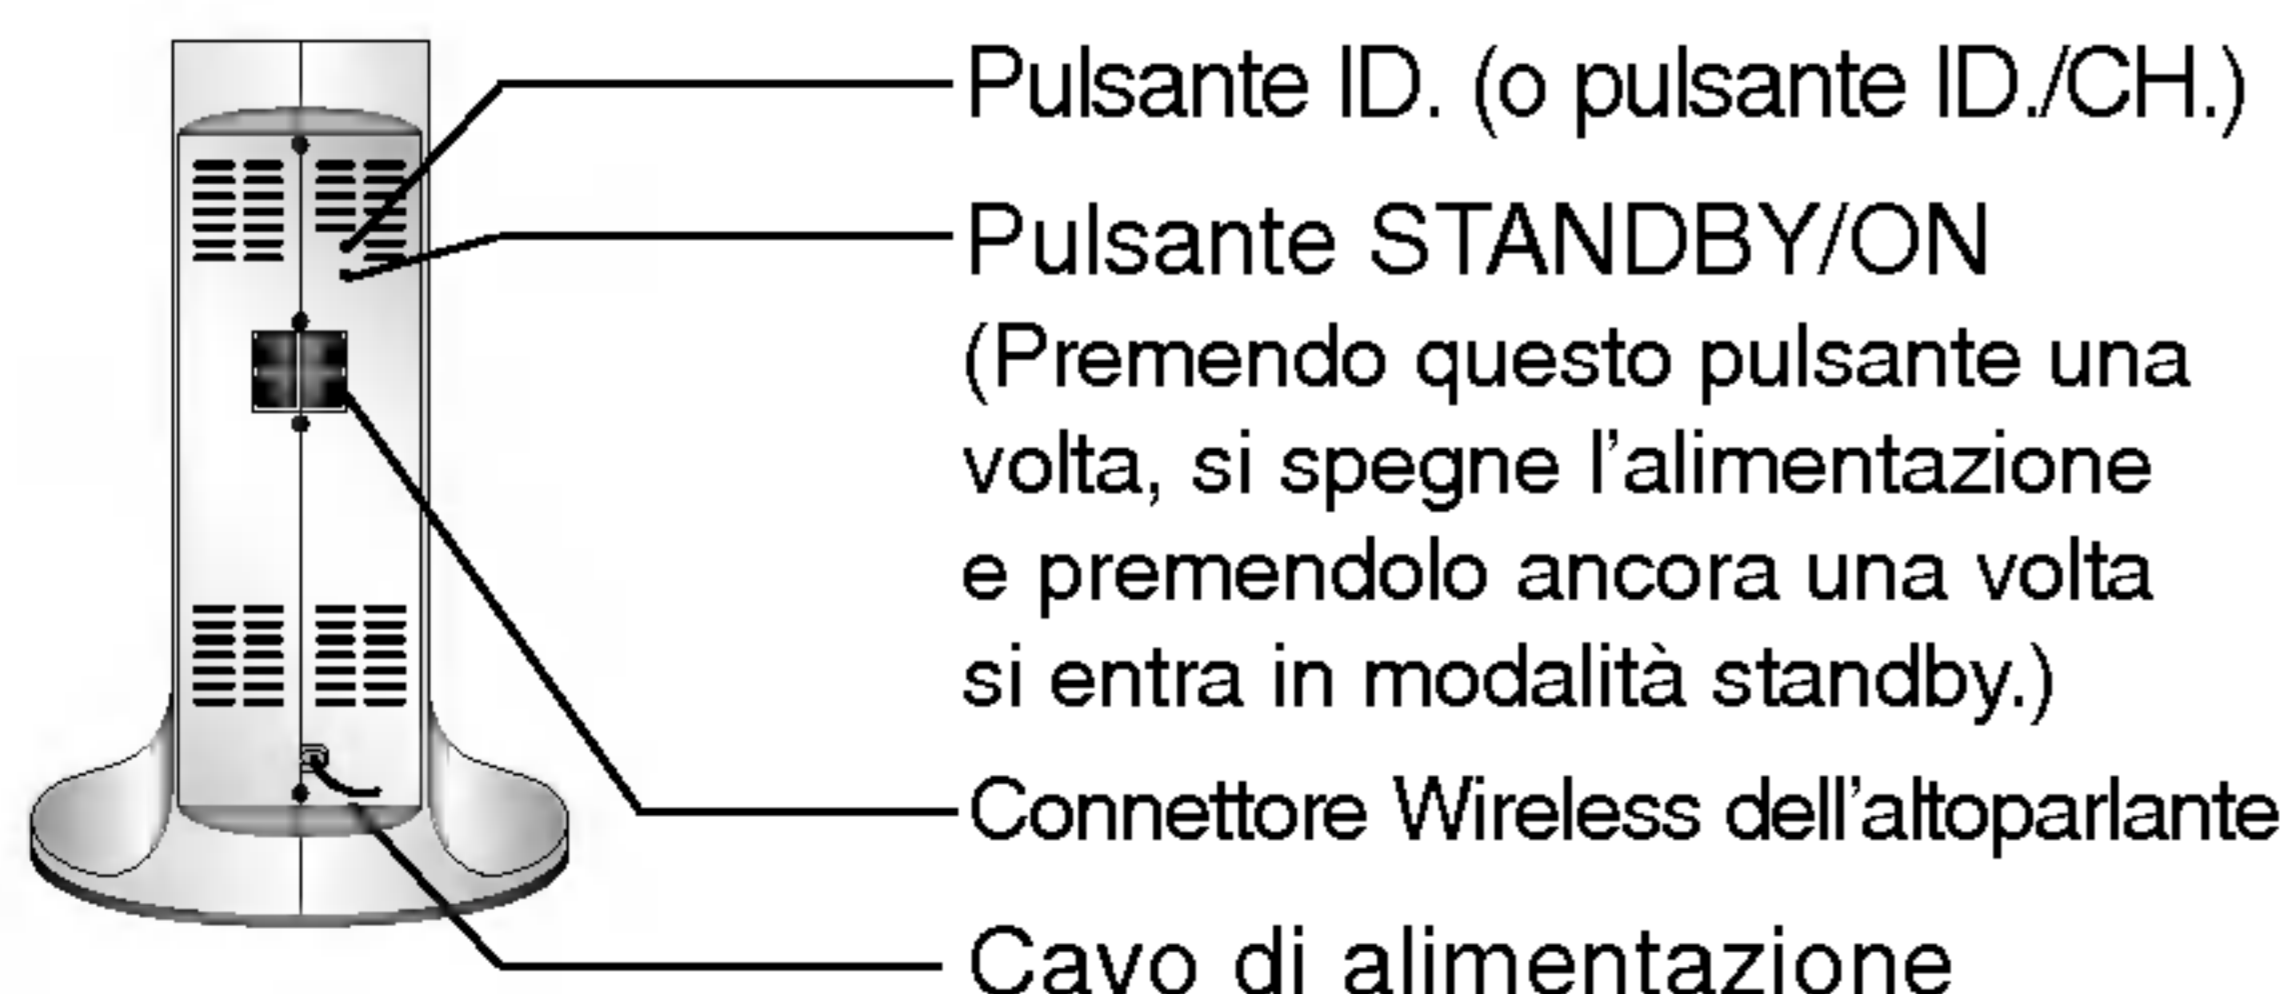 Pulsante ID. (o pulsante ID./CH.)
Pulsante STANDBY/ON
(Premendo questo pulsante una
volta, si spegne l'alimentazione
e premendolo ancora una volta
si entra in modalità standby.)
Connettore Wireless dell'altoparlante
Cavo di alimentazione